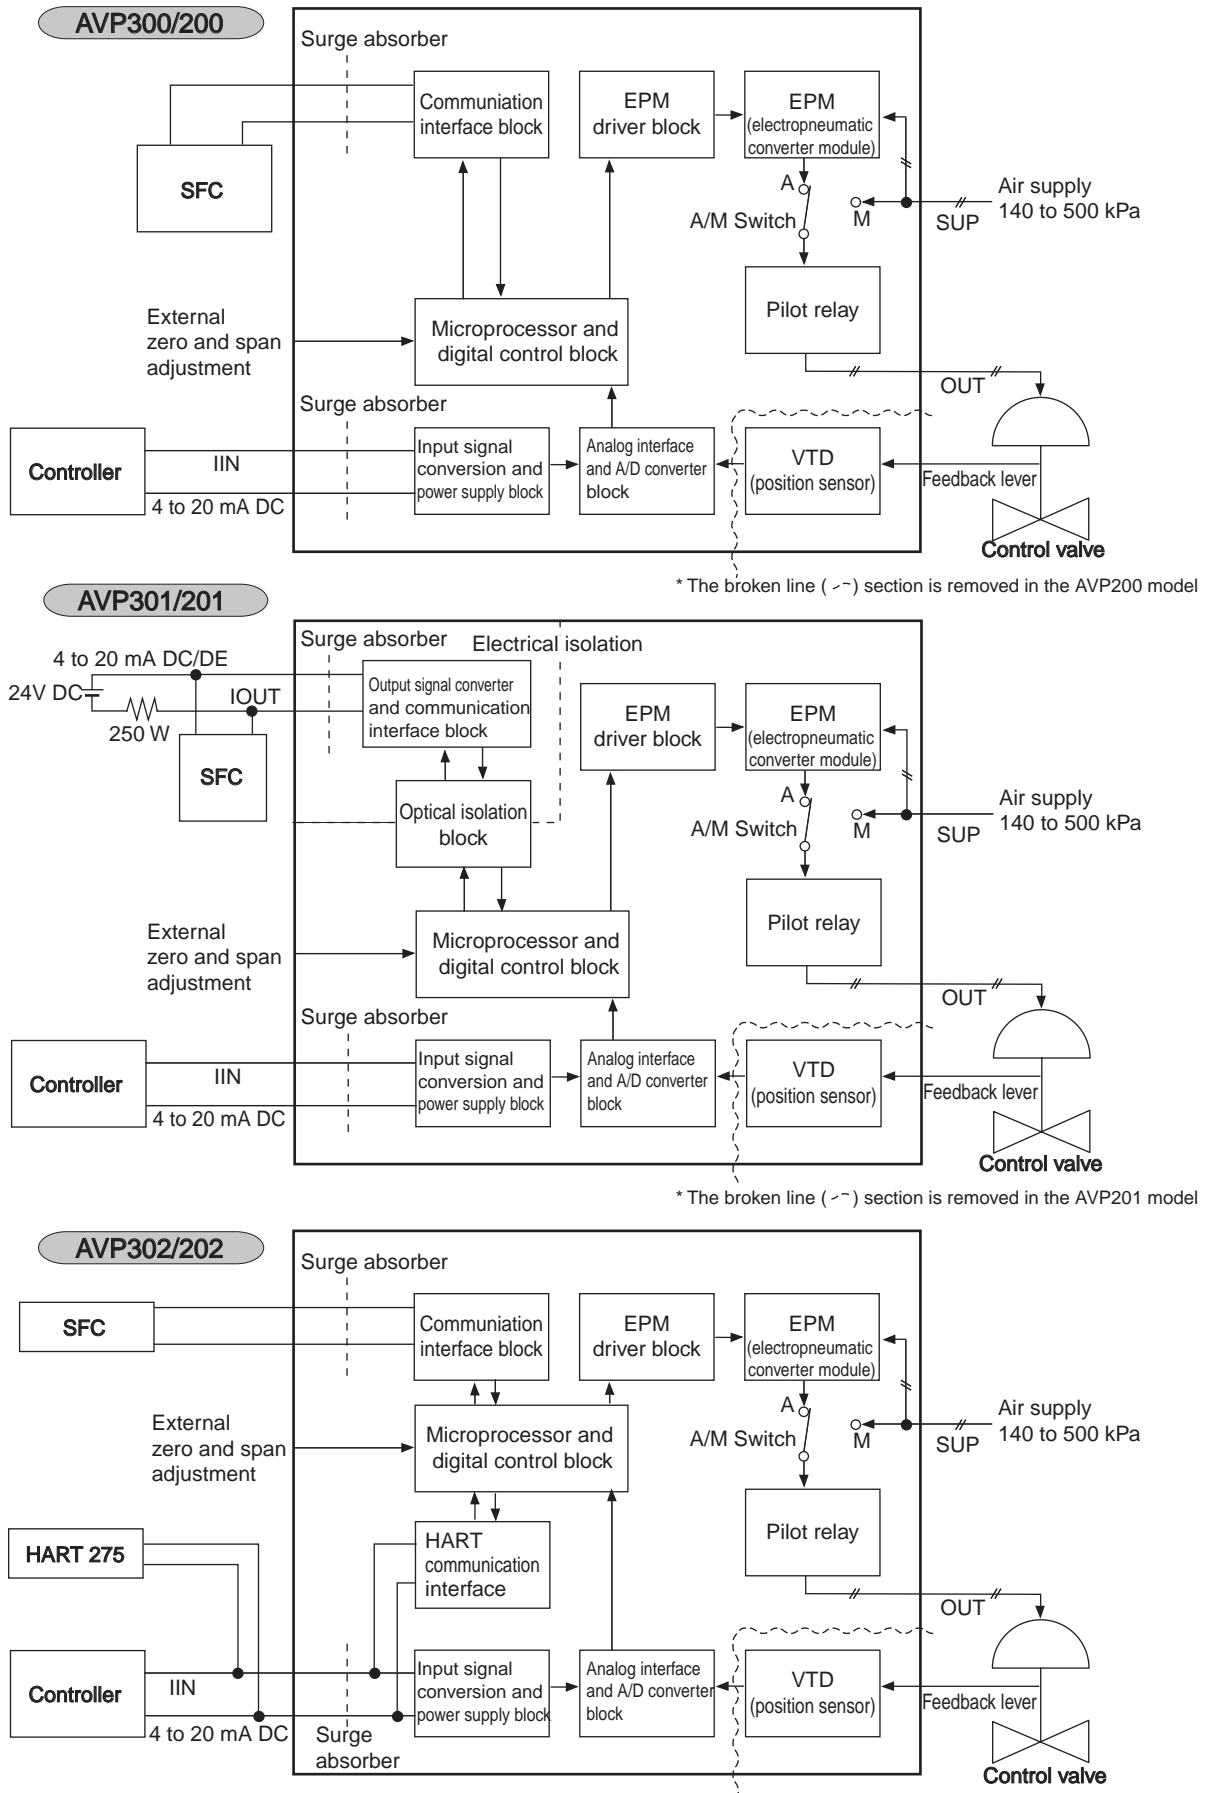 AVP300/200
Surge absorber
Communiation
interface block
EPM
driver block
EPM
(electropneumatic
converter module)
SFC
A
A/M Switch
M
SUP
Air supply
140 to 500 kPa
External
zero and span
adjustment
Microprocessor and
digital control block
Pilot relay
OUT
Surge absorber
Controller
IIN
4 to 20 mA DC
Input signal
conversion and
power supply block
Analog interface
and A/D converter
block
VTD
(position sensor)
Feedback lever
Control valve
* The broken line ( ) section is removed in the AVP200 model
AVP301/201
Surge absorber
Electrical isolation
4 to 20 mA DC/DE
24V DC
IOUT
250 W
SFC
Output signal converter
and communication
interface block
EPM
driver block
EPM
(electropneumatic
converter module)
Optical isolation
block
A
A/M Switch
M
SUP
Air supply
140 to 500 kPa
External
zero and span
adjustment
Microprocessor and
digital control block
Pilot relay
OUT
Surge absorber
Controller
IIN
4 to 20 mA DC
Input signal
conversion and
power supply block
Analog interface
and A/D converter
block
VTD
(position sensor)
Feedback lever
Control valve
* The broken line ( ) section is removed in the AVP201 model
AVP302/202
Surge absorber
SFC
Communiation
interface block
EPM
driver block
EPM
(electropneumatic
converter module)
A
A/M Switch
M
SUP
Air supply
140 to 500 kPa
External
zero and span
adjustment
Microprocessor and
digital control block
Pilot relay
HART 275
HART
communication
interface
OUT
Controller
IIN
4 to 20 mA DC
Surge
absorber
Input signal
conversion and
power supply block
Analog interface
and A/D converter
block
VTD
(position sensor)
Feedback lever
Control valve